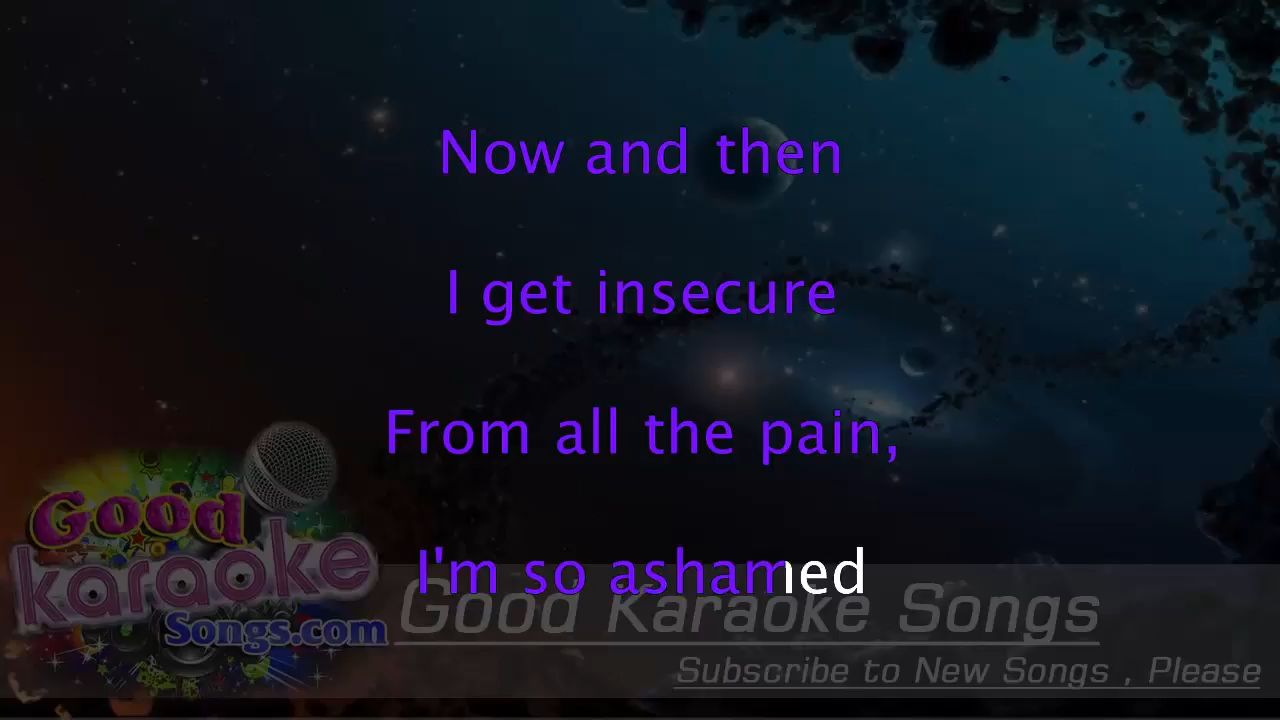 Now and then
I get insecure
From all the pain,
I'm so ashamed
Good
karaoke
Songs.com
Good Karaoke Songs
Subscribe to New Songs , Please